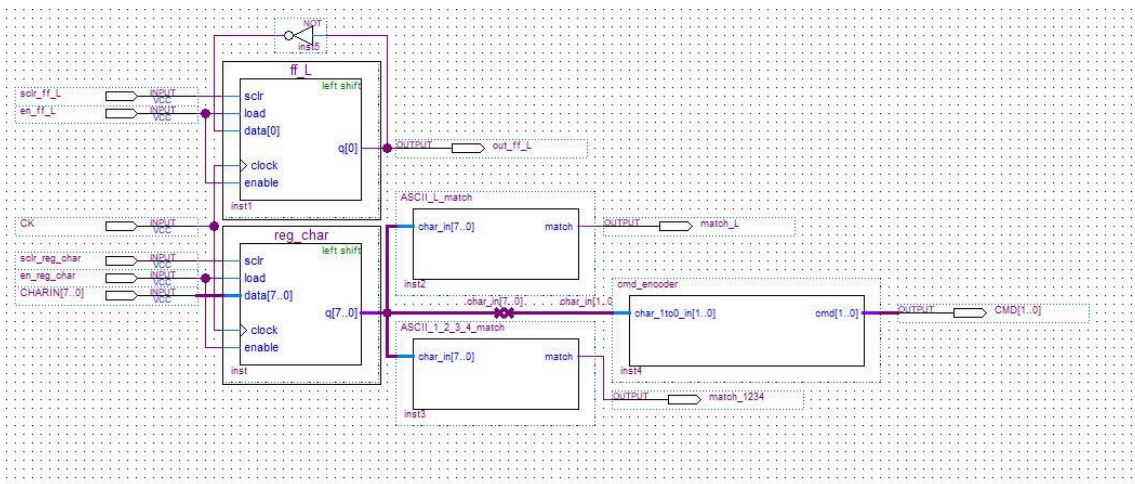 NOT
inst5
ff_L
left shift
sclr_ff_L
INPUT
VCC
sclr
en_ff_L
INPUT
VCC
load
data[0]
q[0]
OUTPUT
out_ff_L
clock
enable
inst1
ASCII_L_match
CK
INPUT
VCC
char_in[7..0]
match
OUTPUT
match_L
reg_char
left shift
sclr_reg_char
INPUT
VCC
sclr
en_reg_char
INPUT
VCC
load
inst2
cmd_encoder
CHARIN[7..0]
INPUT
VCC
data[7..0]
q[7..0]
char_in[7..0]
char_in[1..0]
char_1to0_in[1..0]
cmd[1..0]
OUTPUT
CMD[1..0]
clock
ASCII_1_2_3_4_match
enable
char_in[7..0]
match
inst
inst4
OUTPUT
match_1234
inst3